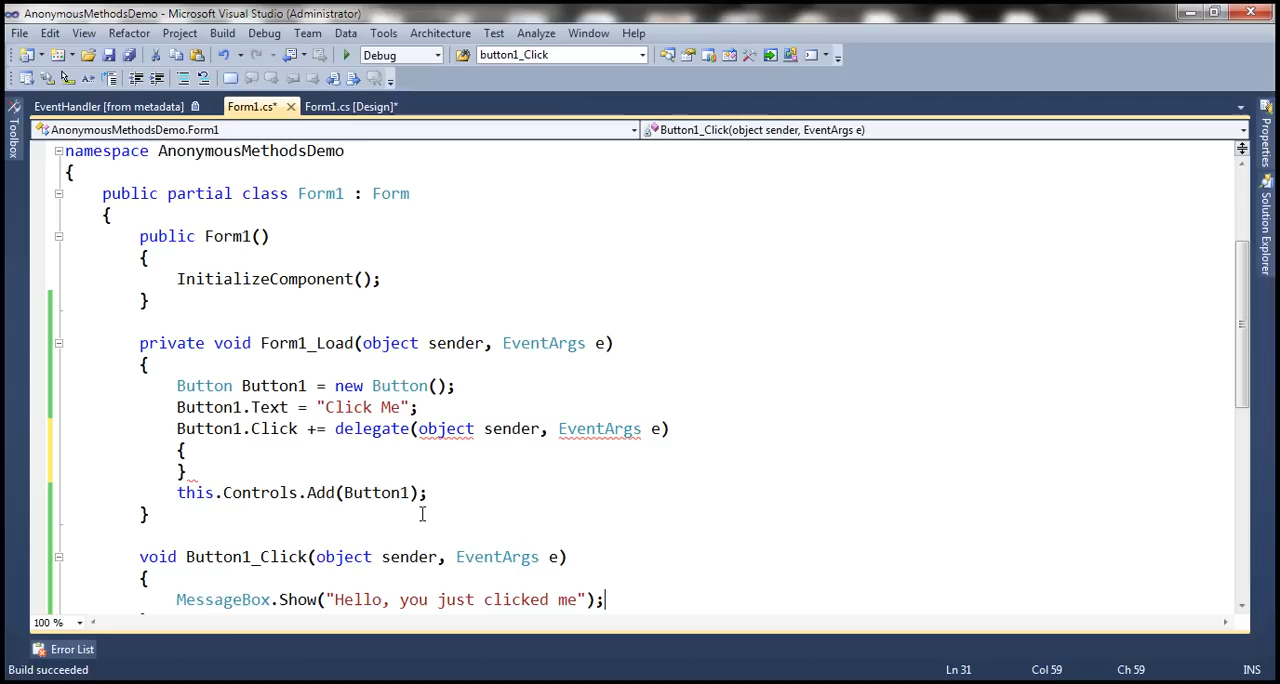 AnonymousMethodsDemo - Microsoft Visual Studio (Administrator)
File Edit View Refactor Project Build Debug Team Data Tools Architecture Test Analyze Window Help
Debug button1_Click
EventHandler [from metadata] Form1.cs* Form1.cs [Design]*
AnonymousMethodsDemo.Form1 Button1_Click(object sender, EventArgs e)
Toolbox
Properties
Solution Explorer
namespace AnonymousMethodsDemo
{
public partial class Form1 : Form
{
public Form1()
{
InitializeComponent();
}
private void Form1_Load(object sender, EventArgs e)
{
Button Button1 = new Button();
Button1.Text = "Click Me";
Button1.Click += delegate(object sender, EventArgs e)
{
}
this.Controls.Add(Button1);
}
void Button1_Click(object sender, EventArgs e)
{
MessageBox.Show("Hello, you just clicked me");
100 %
Error List
Build succeeded Ln 31 Col 59 Ch 59 INS